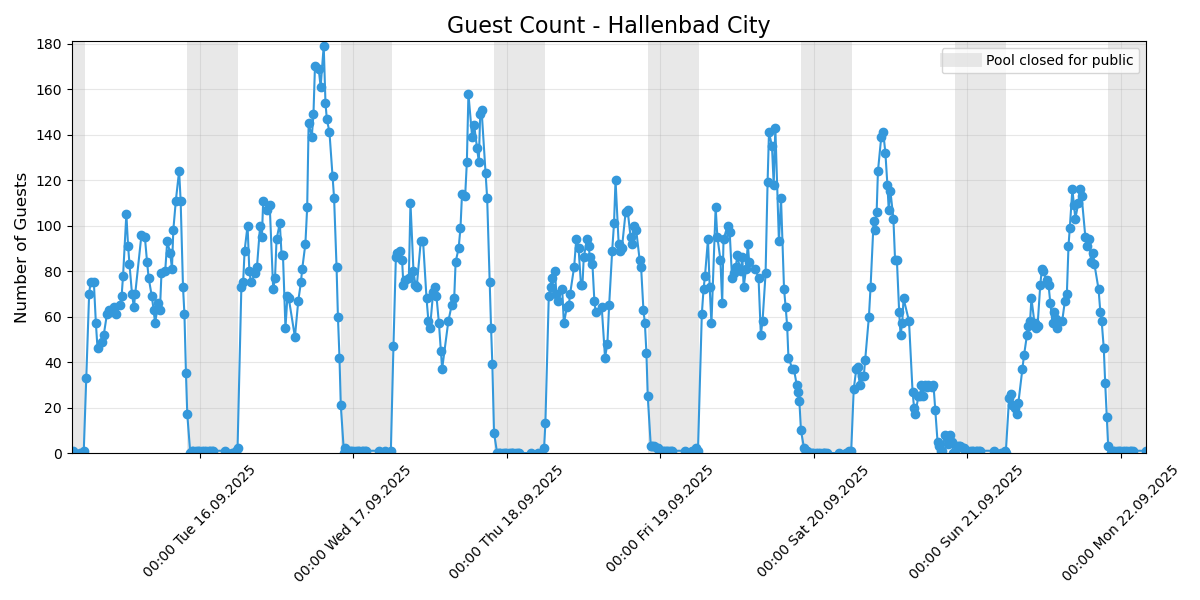 Guest Count - Hallenbad City
Pool closed for public
Number of Guests
180
160
140
120
100
80
60
40
20
0
00:00 Tue 16.09.2025
00:00 Wed 17.09.2025
00:00 Thu 18.09.2025
00:00 Fri 19.09.2025
00:00 Sat 20.09.2025
00:00 Sun 21.09.2025
00:00 Mon 22.09.2025